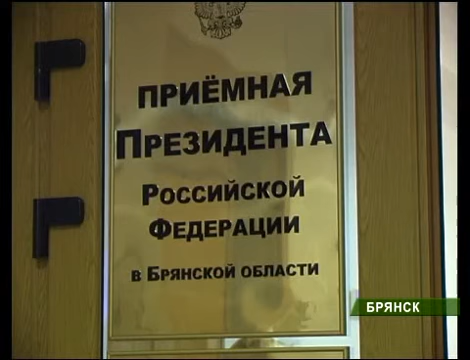 ПРИЁМНАЯ
ПРЕЗИДЕНТА
РОССИЙСКОЙ
ФЕДЕРАЦИИ
В БРЯНСКОЙ ОБЛАСТИ
БРЯНСК